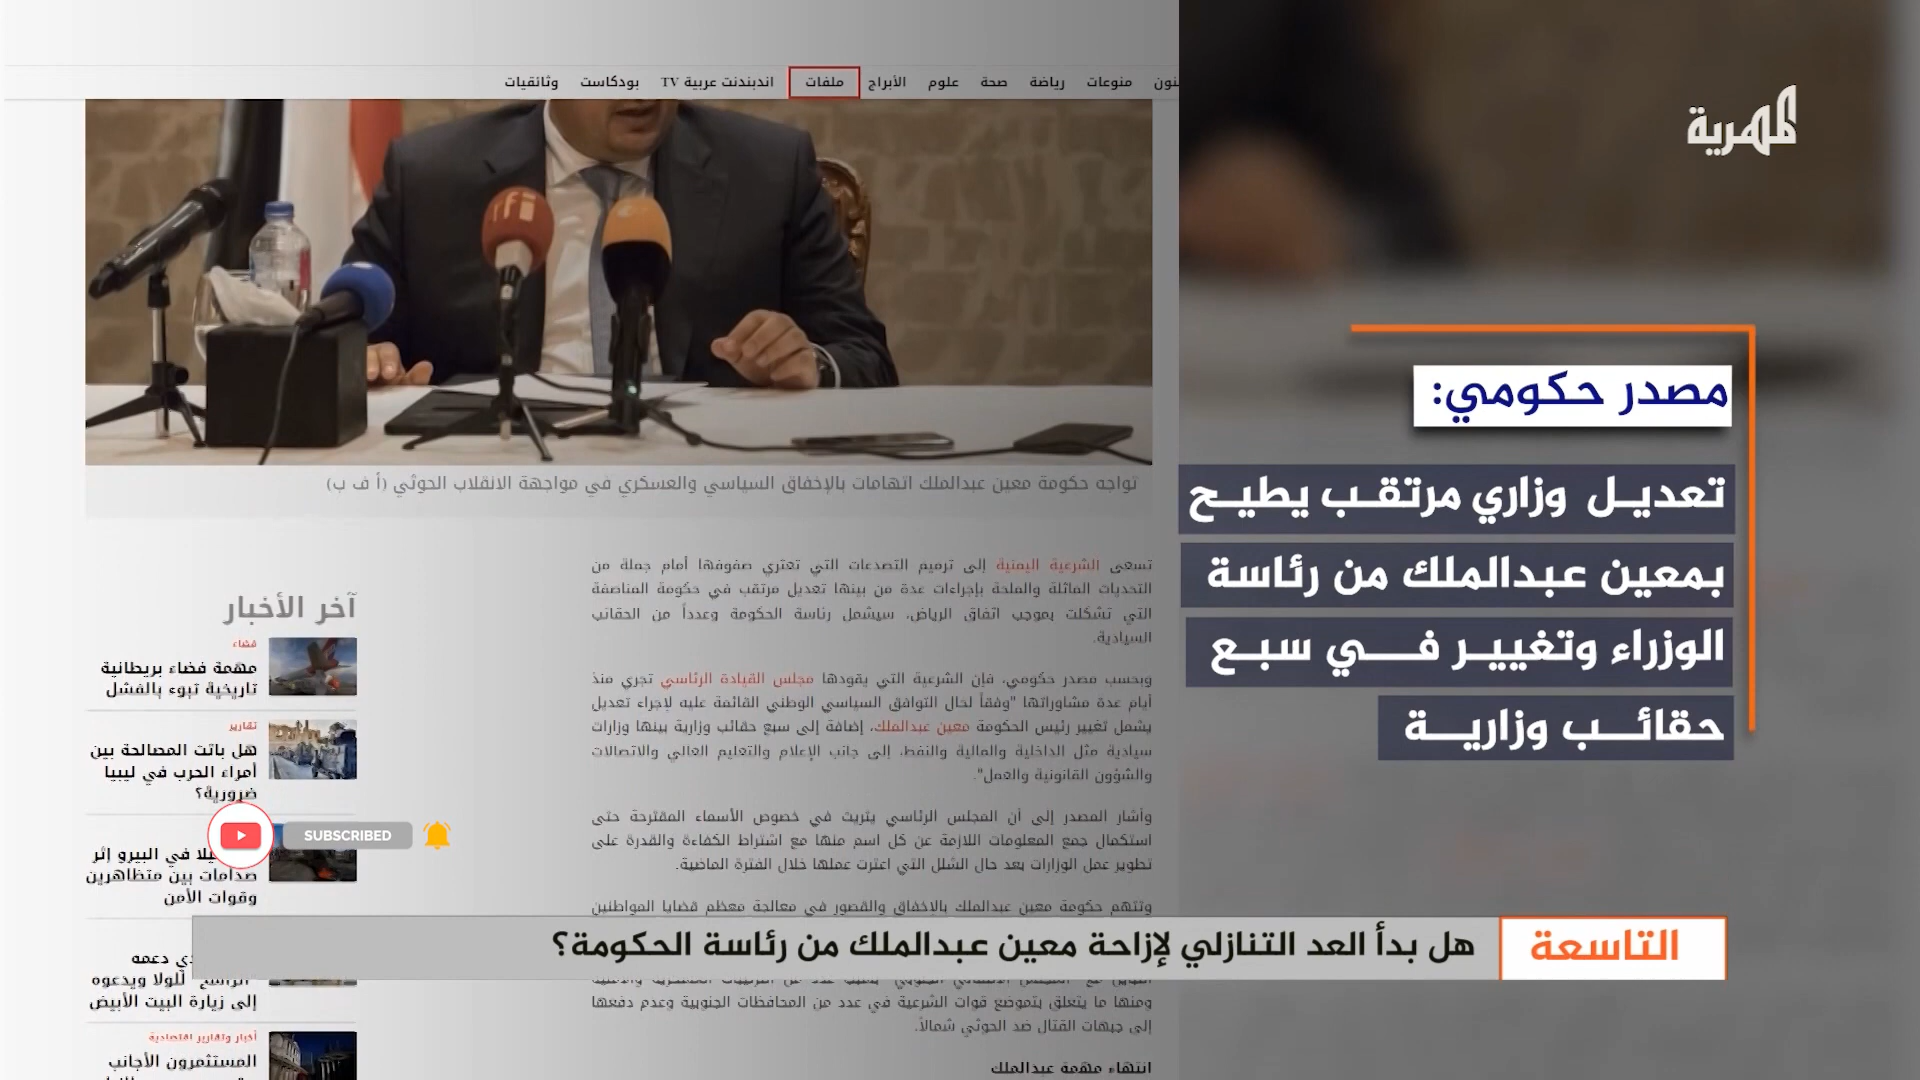 فنون منوعات رياضة صحة علوم الأبراج ملفات اندبندنت عربية TV بودكاست وثائقيات
المهرية
rfi
تواجه حكومة معين عبدالملك اتهامات بالإخفاق السياسي والعسكري في مواجهة الانقلاب الحوثي (أ ف ب)
مصدر حكومي:
تعديل وزاري مرتقب يطيح
بمعين عبدالملك من رئاسة
الوزراء وتغيير في سبع
حقائب وزارية
تسعى الشرعية اليمنية إلى ترميم التصدعات التي تعتري صفوفها أمام جملة من
التحديات الماثلة والملحة بإجراءات عدة من بينها تعديل مرتقب في حكومة المناصفة
التي تشكلت بموجب اتفاق الرياض، سيشمل رئاسة الحكومة وعدداً من الحقائب
السيادية.
وبحسب مصدر حكومي، فإن الشرعية التي يقودها مجلس القيادة الرئاسي تجري منذ
أيام عدة مشاوراتها "وفقاً لحال التوافق السياسي الوطني القائمة عليه لإجراء تعديل
يشمل تغيير رئيس الحكومة معين عبدالملك، إضافة إلى سبع حقائب وزارية بينها وزارات
سيادية مثل الداخلية والمالية والنفط، إلى جانب الإعلام والتعليم العالي والاتصالات
والشؤون القانونية والعمل".
وأشار المصدر إلى أن المجلس الرئاسي يتريث في خصوص الأسماء المقترحة حتى
استكمال جمع المعلومات اللازمة عن كل اسم منها مع اشتراط الكفاءة والقدرة على
تطوير عمل الوزارات بعد حال الشلل التي اعترت عملها خلال الفترة الماضية.
وتتهم حكومة معين عبدالملك بالإخفاق والقصور في معالجة معظم قضايا المواطنين
ومنها ما يتعلق بتموضع قوات الشرعية في عدد من المحافظات الجنوبية وعدم دفعها
إلى جبهات القتال ضد الحوثي شمالاً.
انتهاء مهمة عبدالملك
آخر الأخبار
فضاء
مهمة فضاء بريطانية
تاريخية تبوء بالفشل
تقارير
هل باتت المصالحة بين
أمراء الحرب في ليبيا
ضرورية؟
في البيرو إثر
صدامات بين متظاهرين
وقوات الأمن
دعمه
للولا ويدعوه
إلى زيارة البيت الأبيض
أخبار وتقارير اقتصادية
المستثمرون الأجانب
SUBSCRIBED
التاسعة
هل بدأ العد التنازلي لإزاحة معين عبدالملك من رئاسة الحكومة؟